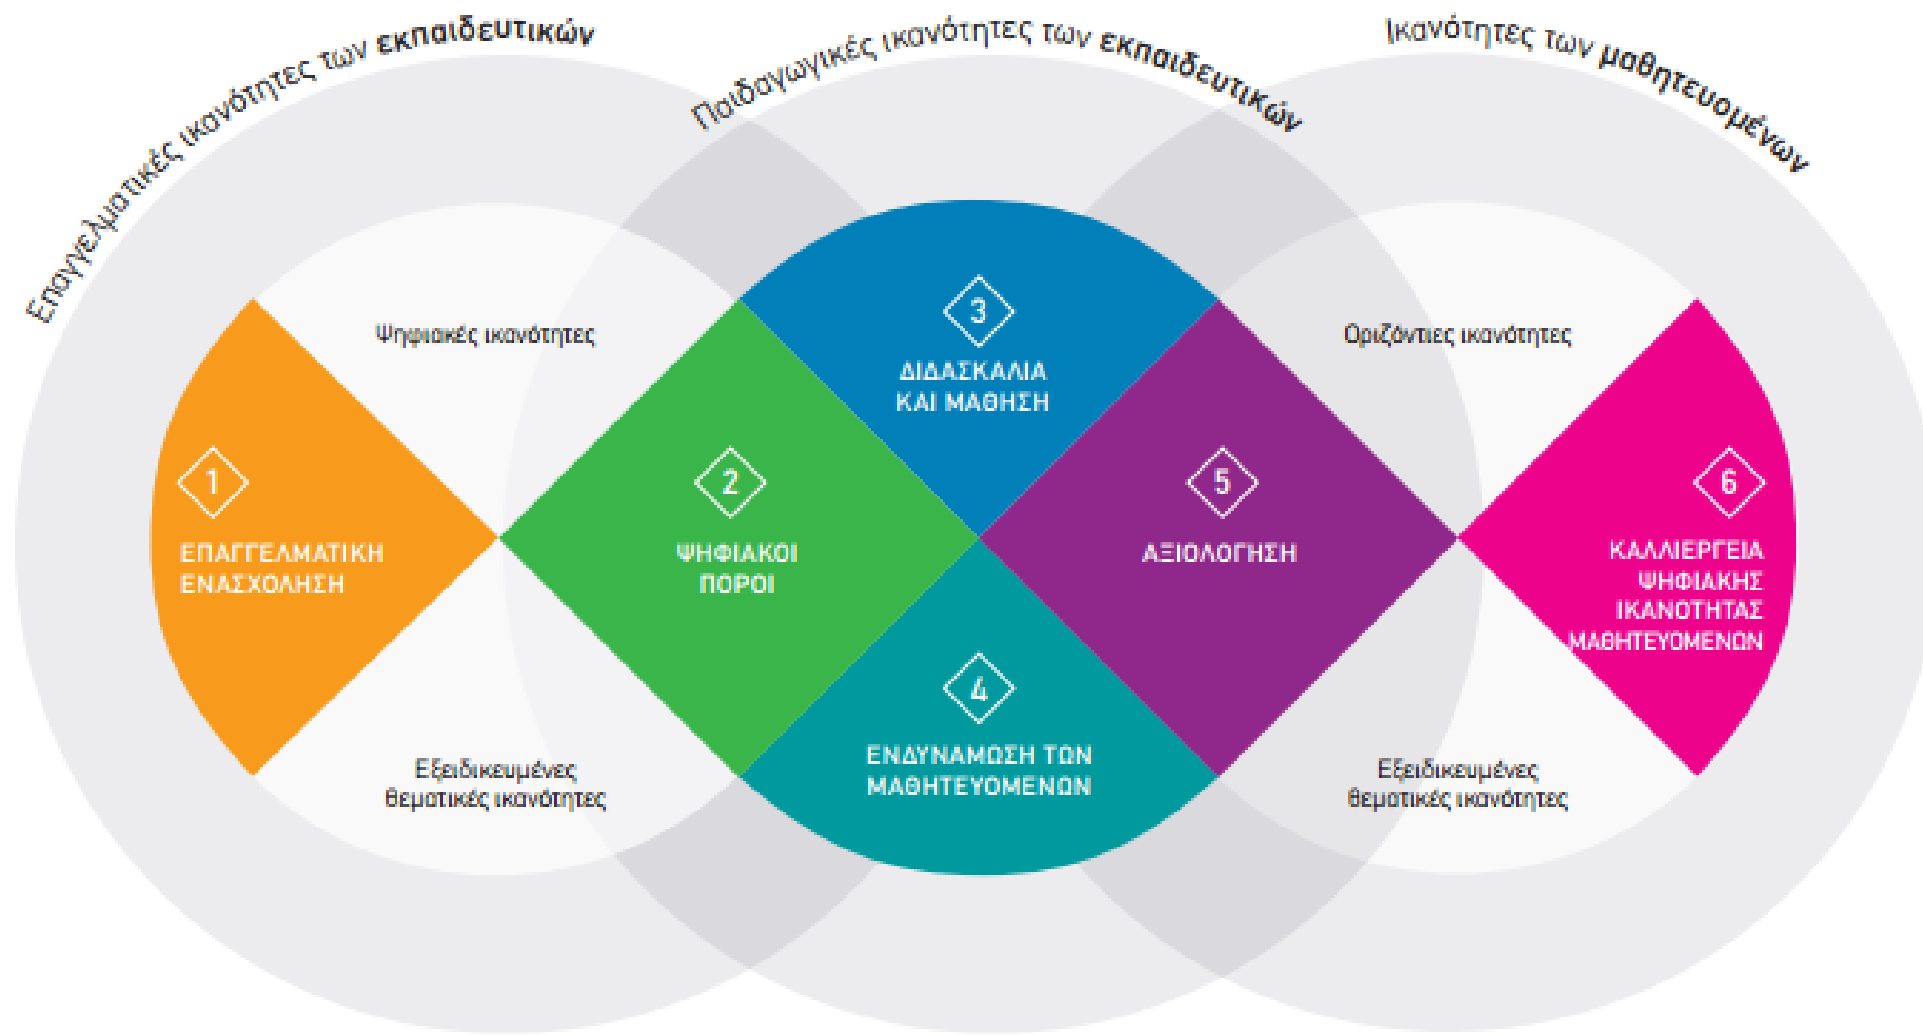 Επαγγελματικές ικανότητες των εκπαιδευτικών
Παιδαγωγικές ικανότητες των εκπαιδευτικών
Ικανότητες των μαθητευομένων
Ψηφιακές ικανότητες
Οριζόντιες ικανότητες
3
ΔΙΔΑΣΚΑΛΙΑ
ΚΑΙ ΜΑΘΗΣΗ
1
ΕΠΑΓΓΕΛΜΑΤΙΚΗ
ΕΝΑΣΧΟΛΗΣΗ
2
ΨΗΦΙΑΚΟΙ
ΠΟΡΟΙ
5
ΑΞΙΟΛΟΓΗΣΗ
6
ΚΑΛΛΙΕΡΓΕΙΑ
ΨΗΦΙΑΚΗΣ
ΙΚΑΝΟΤΗΤΑΣ
ΜΑΘΗΤΕΥΟΜΕΝΩΝ
4
ΕΝΔΥΝΑΜΩΣΗ ΤΩΝ
ΜΑΘΗΤΕΥΟΜΕΝΩΝ
Εξειδικευμένες
θεματικές ικανότητες
Εξειδικευμένες
θεματικές ικανότητες